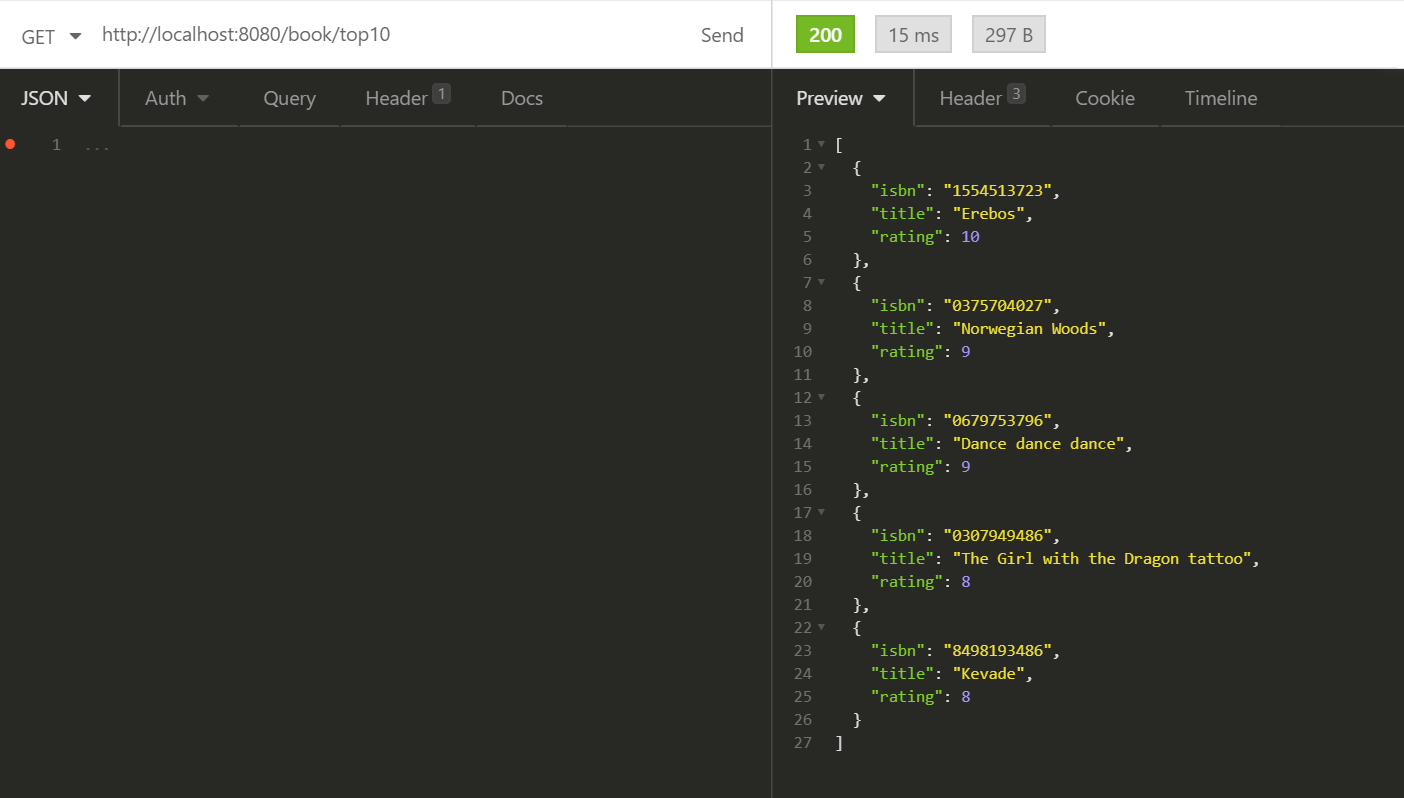 GET http://localhost:8080/book/top10 Send
200 15 ms 297 B
JSON Auth Query Header 1 Docs
Preview Header 3 Cookie Timeline
1 ...
1 [
2 {
3 "isbn": "1554513723",
4 "title": "Erebos",
5 "rating": 10
6 },
7 {
8 "isbn": "0375704027",
9 "title": "Norwegian Woods",
10 "rating": 9
11 },
12 {
13 "isbn": "0679753796",
14 "title": "Dance dance dance",
15 "rating": 9
16 },
17 {
18 "isbn": "0307949486",
19 "title": "The Girl with the Dragon tattoo",
20 "rating": 8
21 },
22 {
23 "isbn": "8498193486",
24 "title": "Kevade",
25 "rating": 8
26 }
27 ]